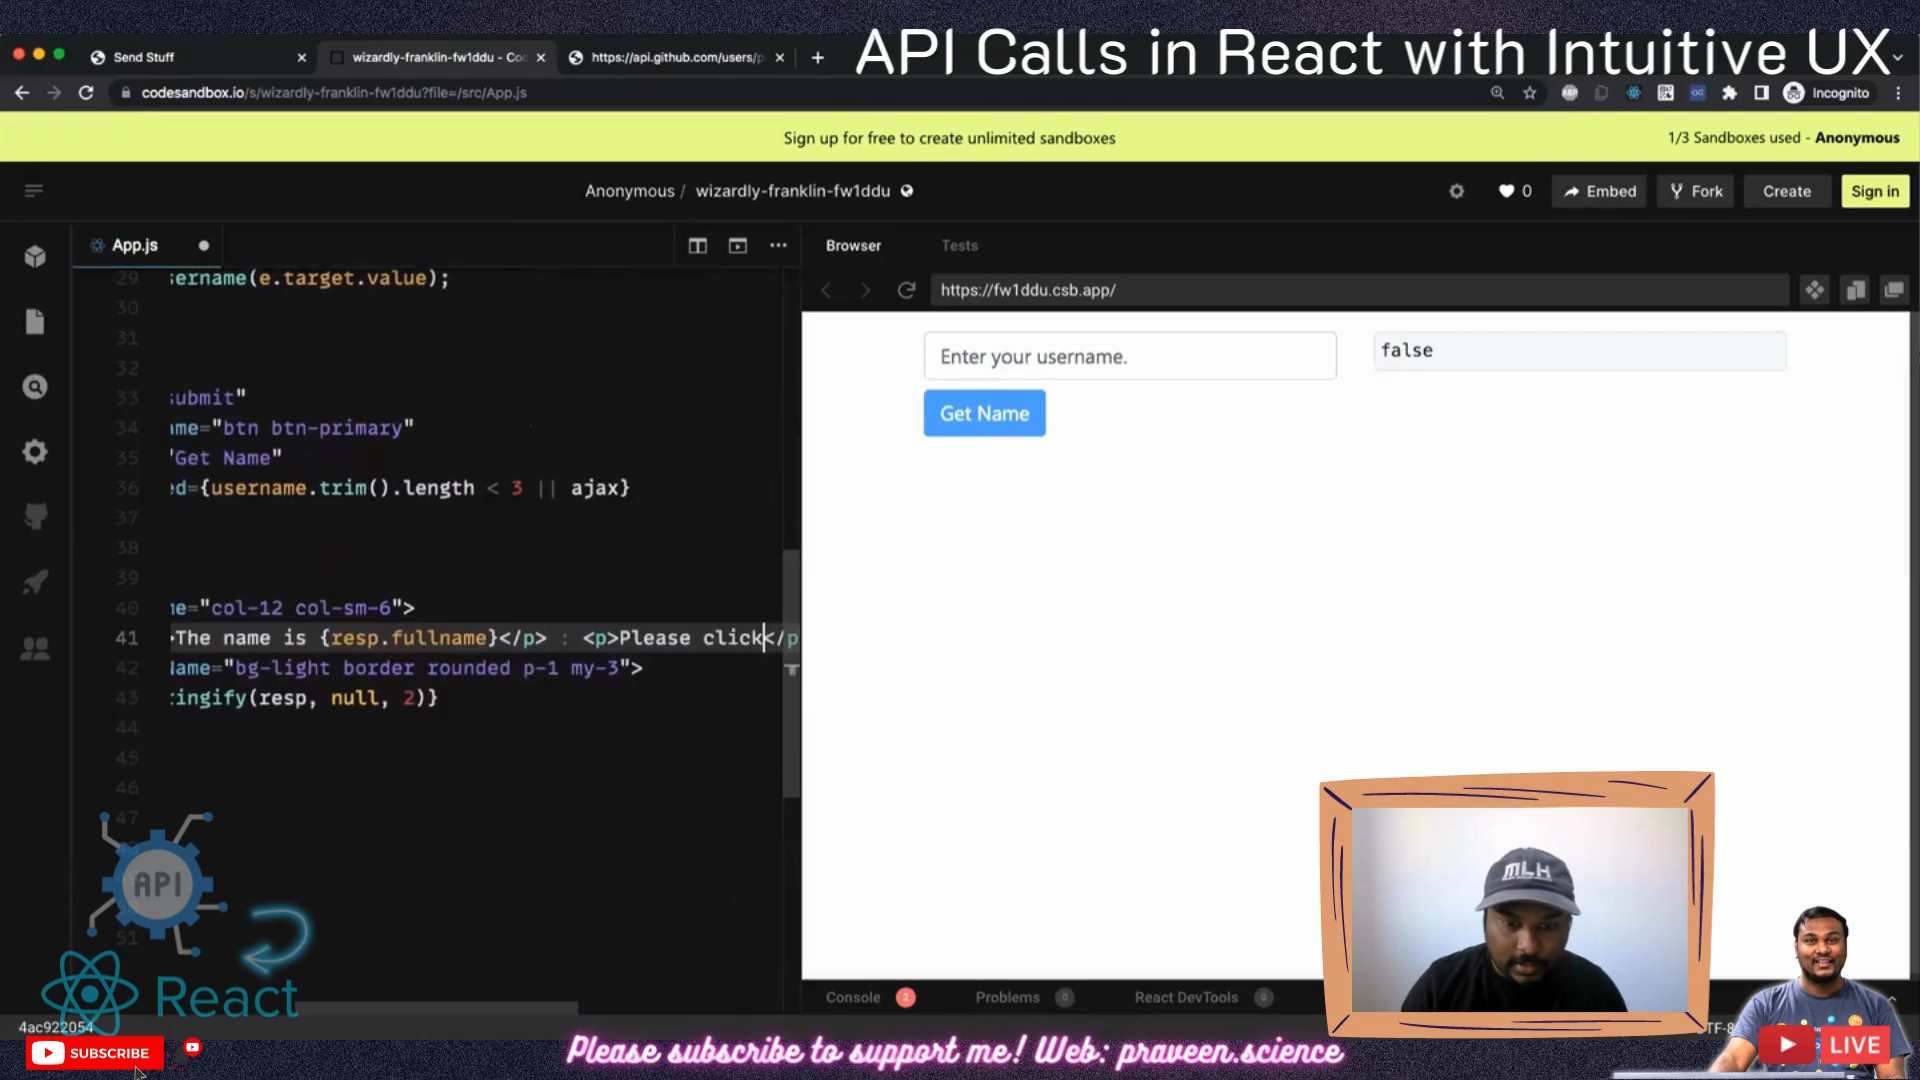 API Calls in React with Intuitive UX
Send Stuff
wizardly-franklin-fw1ddu - Co
https://api.github.com/users/p
codesandbox.io/s/wizardly-franklin-fw1ddu?file=/src/App.js
Incognito
Sign up for free to create unlimited sandboxes
1/3 Sandboxes used - Anonymous
Anonymous / wizardly-franklin-fw1ddu
0
Embed
Fork
Create
Sign in
App.js
Browser
Tests
https://fw1ddu.csb.app/
29 ername(e.target.value);
30
31
32
33 submit"
34 me="btn btn-primary"
35 "Get Name"
36 ed={username.trim().length < 3 || ajax}
37
38
39
40 me="col-12 col-sm-6">
41 >The name is {resp.fullname}</p> : <p>Please click</p
42 Name="bg-light border rounded p-1 my-3">
43 ingify(resp, null, 2)}
44
45
46
47
51
Enter your username.
false
Get Name
MLH
API
React
4ac922054
Console 2
Problems 0
React DevTools 0
UTF-8
SUBSCRIBE
Please subscribe to support me! Web: praveen.science
LIVE